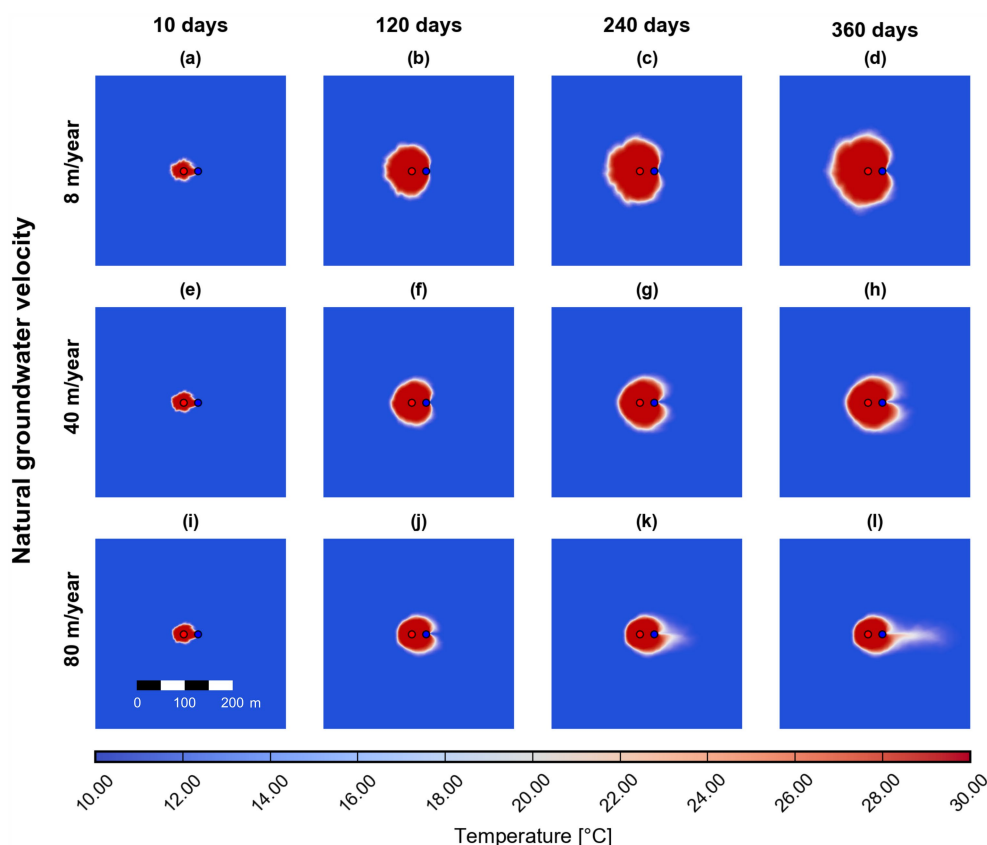 10 days 120 days 240 days 360 days
(a) (b) (c) (d)
8 m/year
(e) (f) (g) (h)
Natural groundwater velocity
40 m/year
(i) (j) (k) (l)
80 m/year
0 100 200 m
10.00 12.00 14.00 16.00 18.00 20.00 22.00 24.00 26.00 28.00 30.00
Temperature [°C]